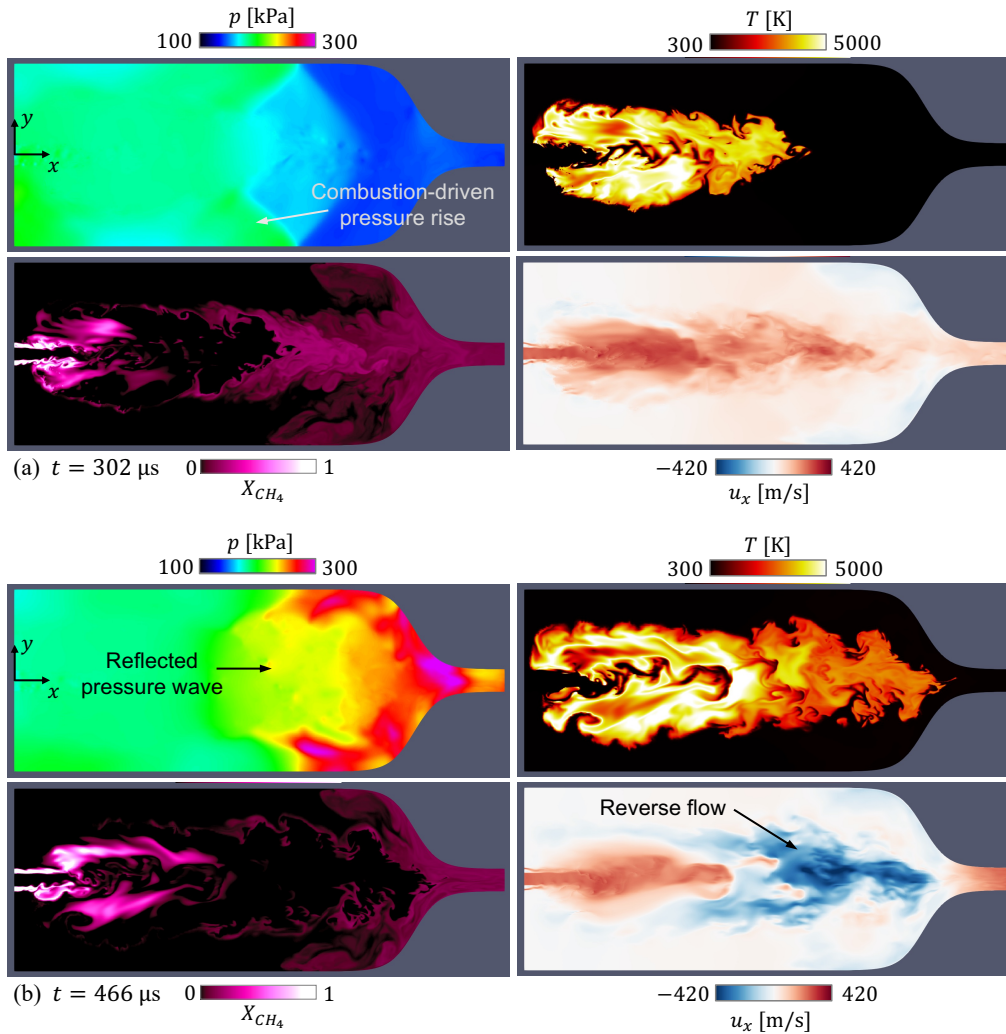 p [kPa]
100 300
T [K]
300 5000
y
x
Combustion-driven
pressure rise
(a) t = 302 μs
0 1
X_{CH_4}
−420 420
u_x [m/s]
p [kPa]
100 300
T [K]
300 5000
y
x
Reflected
pressure wave
Reverse flow
(b) t = 466 μs
0 1
X_{CH_4}
−420 420
u_x [m/s]